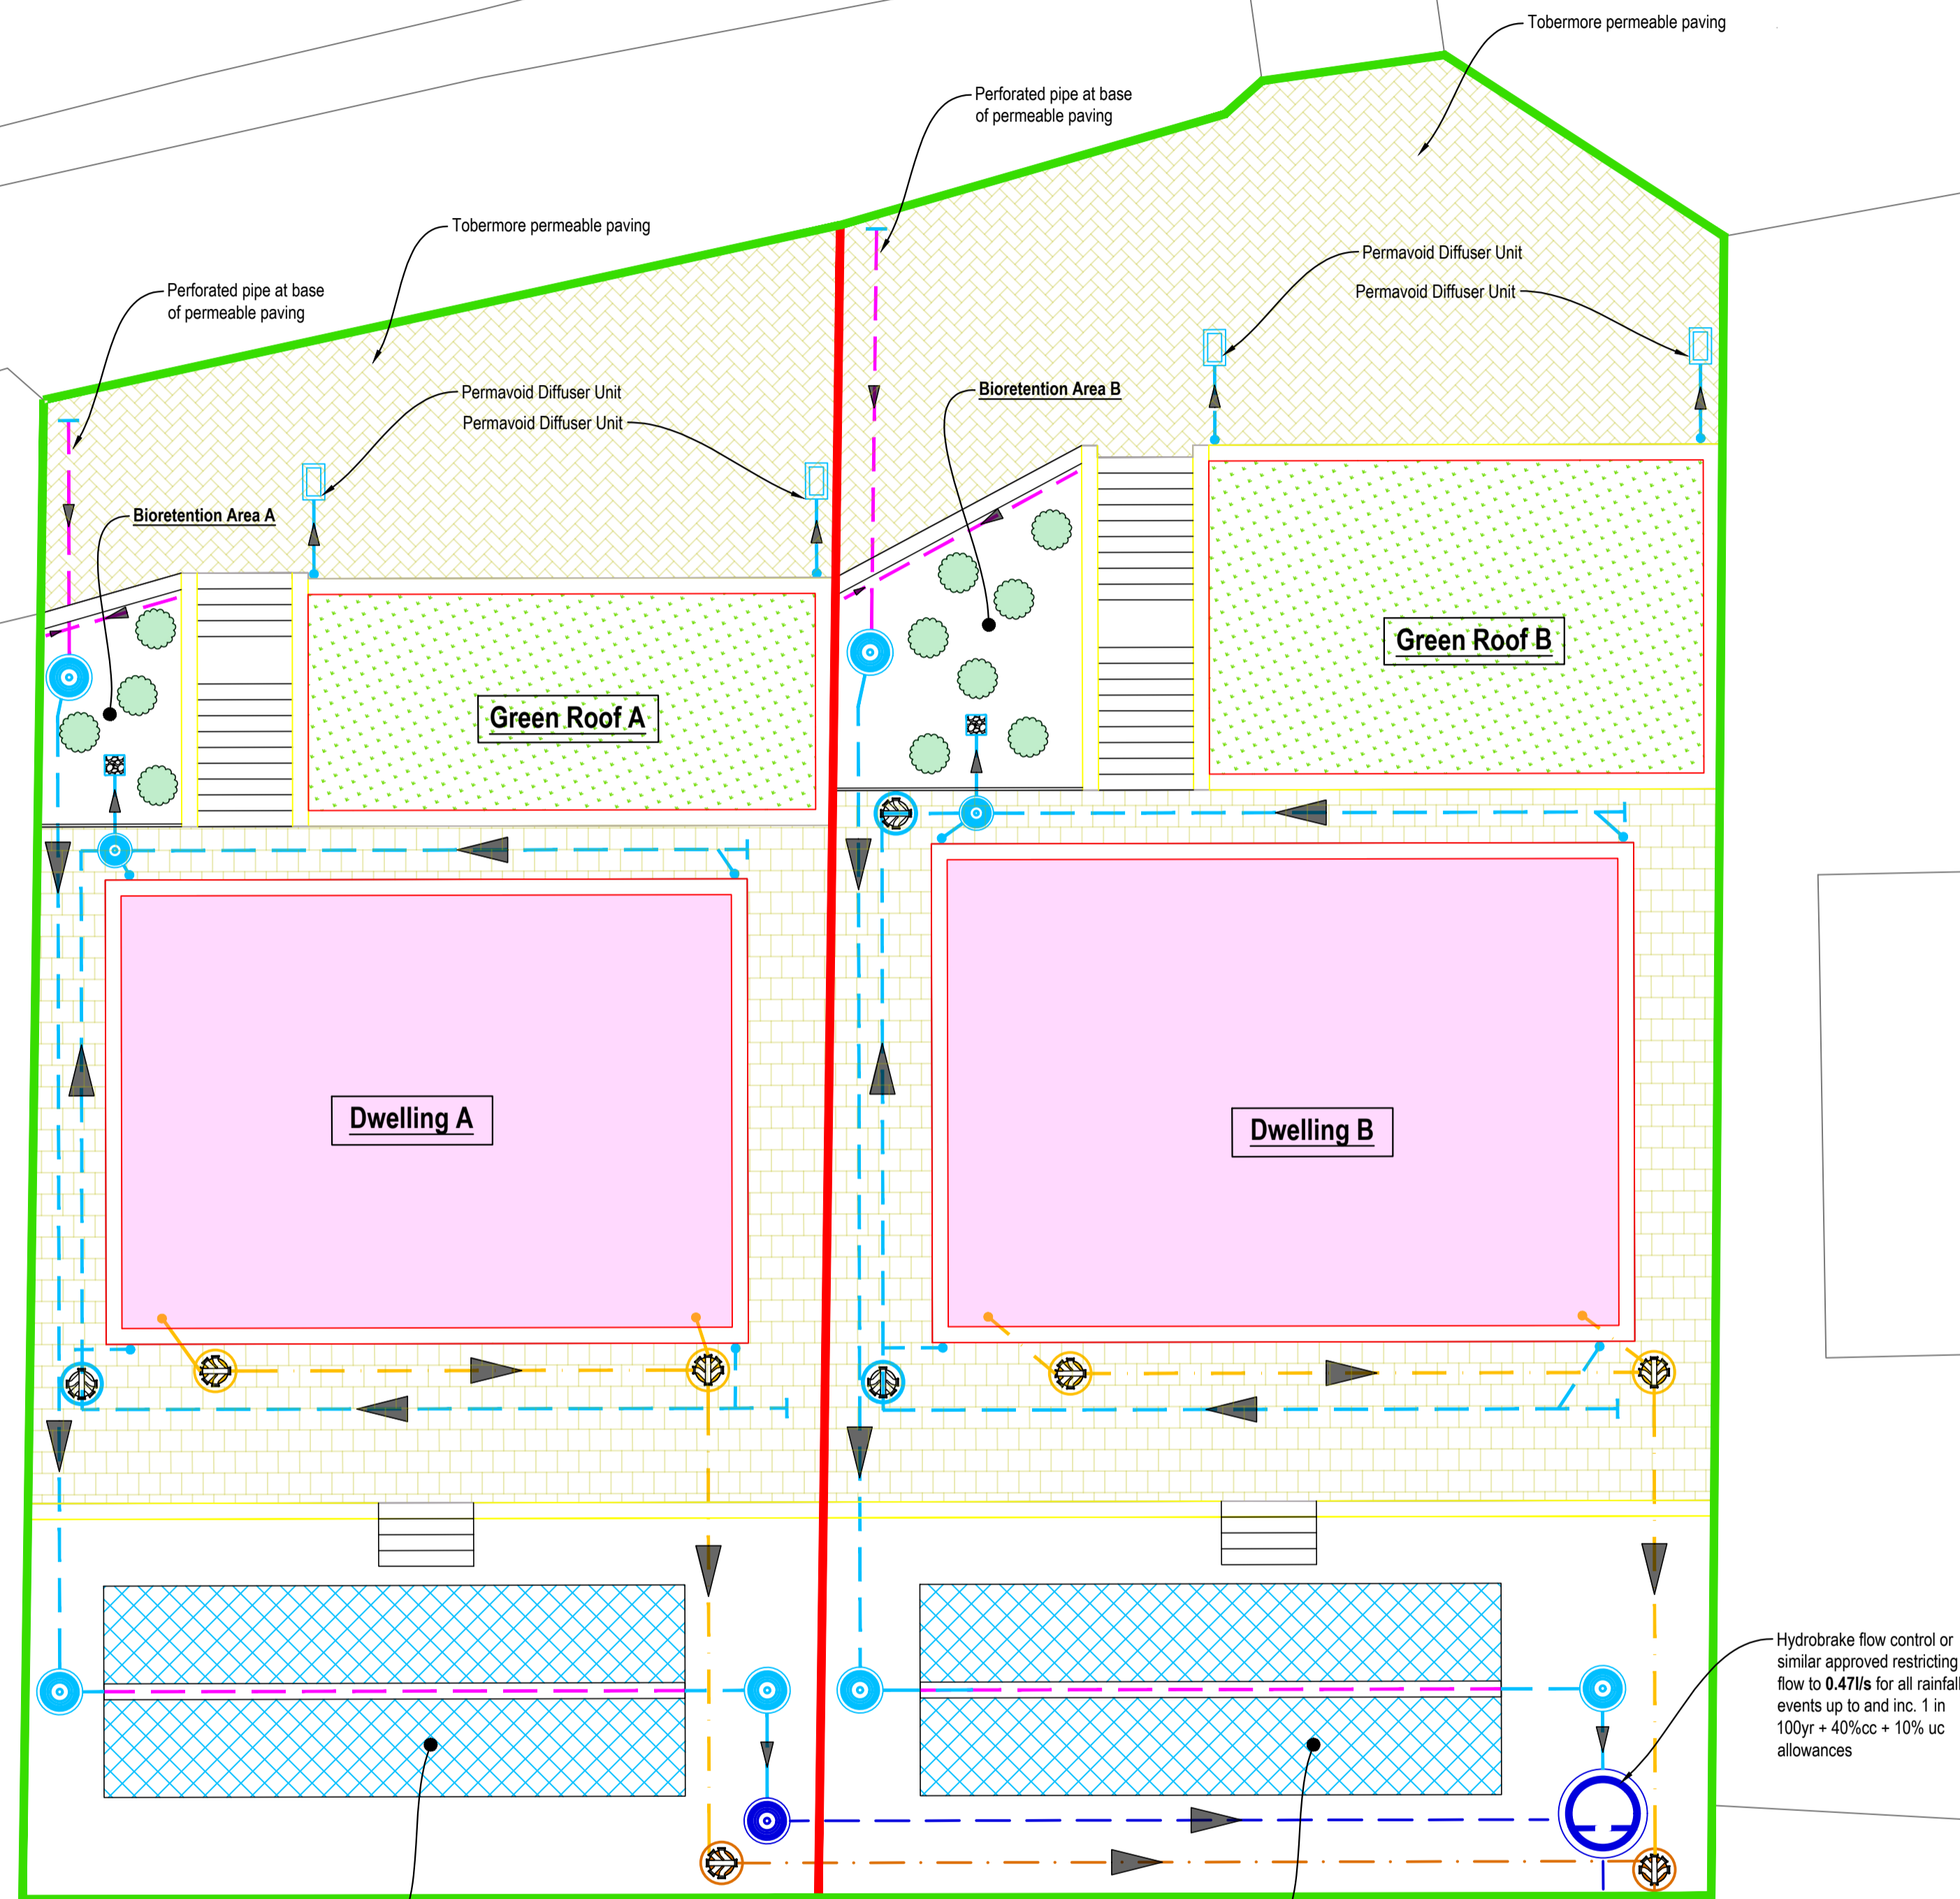 Tobermore permeable paving
Perforated pipe at base
of permeable paving
Tobermore permeable paving
Permavoid Diffuser Unit
Permavoid Diffuser Unit
Perforated pipe at base
of permeable paving
Permavoid Diffuser Unit
Permavoid Diffuser Unit
Bioretention Area B
Bioretention Area A
Green Roof B
Green Roof A
Dwelling A
Dwelling B
Hydrobrake flow control or
similar approved restricting
flow to 0.47l/s for all rainfall
events up to and inc. 1 in
100yr + 40%cc + 10% uc
allowances